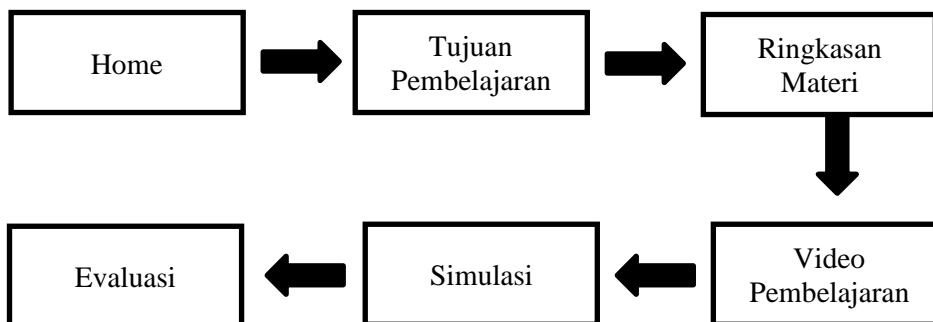 Home
Tujuan
Pembelajaran
Ringkasan
Materi
Video
Pembelajaran
Simulasi
Evaluasi